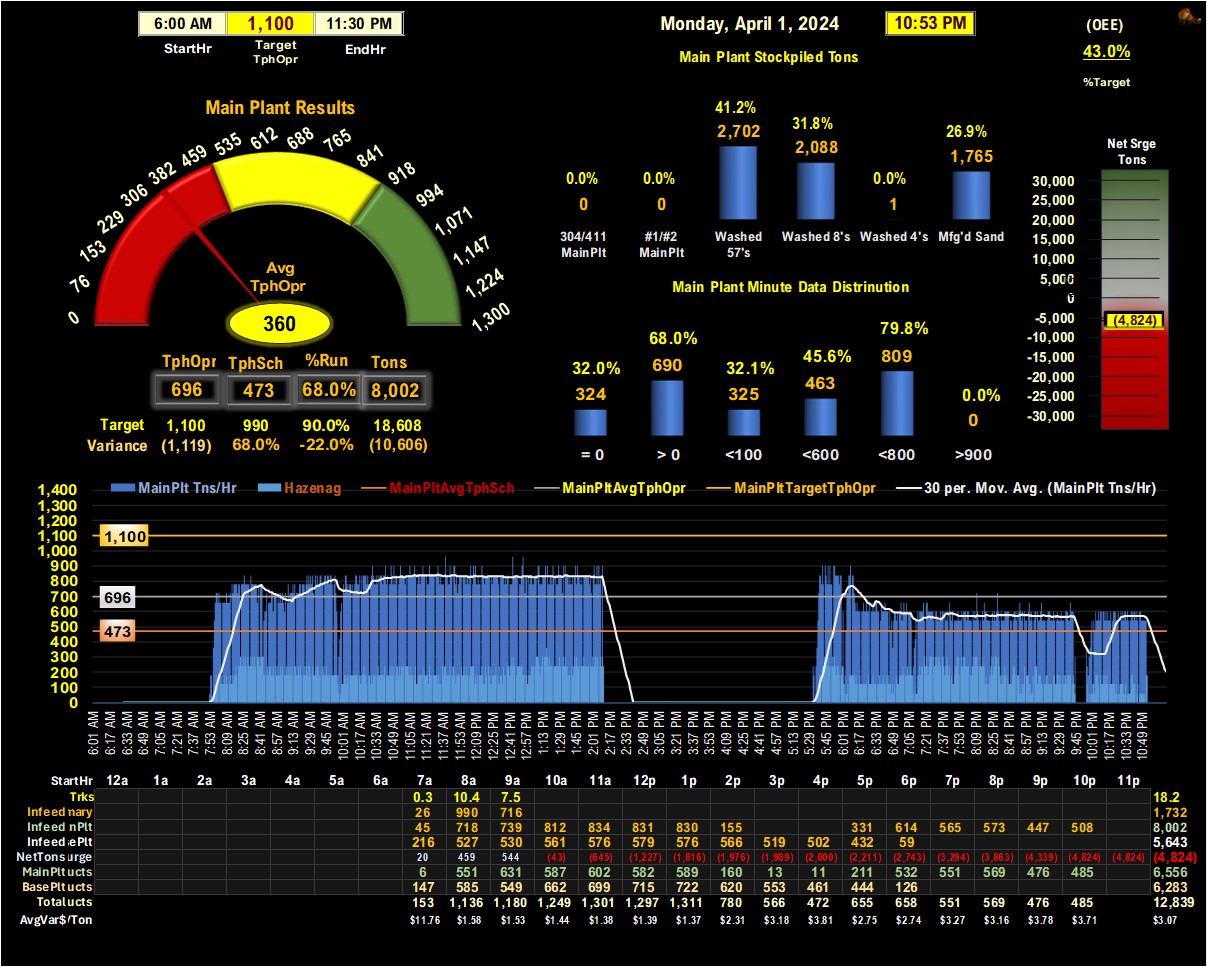 6:00 AM 1,100 11:30 PM
StartHr Target TphOpr EndHr
Monday, April 1, 2024 10:53 PM
(OEE)
43.0%
%Target
Main Plant Stockpiled Tons
41.2% 31.8% 26.9%
2,702 2,088 1,765
0.0% 0.0% 0.0%
0 0 1
304/411 MainPlt #1/#2 MainPlt Washed 57's Washed 8's Washed 4's Mfg'd Sand
Main Plant Results
0 76 153 229 306 382 459 535 612 688 765 841 918 994 1,071 1,147 1,224 1,300
Avg
TphOpr
360
TphOpr TphSch %Run Tons
696 473 68.0% 8,002
Target 1,100 990 90.0% 18,608
Variance (1,119) 68.0% -22.0% (10,606)
Main Plant Minute Data Distrinution
32.0% 68.0% 32.1% 45.6% 79.8% 0.0%
324 690 325 463 809 0
= 0 > 0 <100 <600 <800 >900
Net Srge
Tons
30,000
25,000
20,000
15,000
10,000
5,000
0
-5,000
(4,824)
-10,000
-15,000
-20,000
-25,000
-30,000
MainPlt Tns/Hr Hazenag MainPltAvgTphSch MainPltAvgTphOpr MainPltTargetTphOpr 30 per. Mov. Avg. (MainPlt Tns/Hr)
1,400
1,300
1,200
1,100
1,000
900
800
700
600
500
400
300
200
100
0
1,100
696
473
6:01 AM 6:17 AM 6:33 AM 6:49 AM 7:05 AM 7:21 AM 7:37 AM 7:53 AM 8:09 AM 8:25 AM 8:41 AM 8:57 AM 9:13 AM 9:29 AM 9:45 AM 10:01 AM 10:17 AM 10:33 AM 10:49 AM 11:05 AM 11:21 AM 11:37 AM 11:53 AM 12:09 PM 12:25 PM 12:41 PM 12:57 PM 1:13 PM 1:29 PM 1:45 PM 2:01 PM 2:17 PM 2:33 PM 2:49 PM 3:05 PM 3:21 PM 3:37 PM 3:53 PM 4:09 PM 4:25 PM 4:41 PM 4:57 PM 5:13 PM 5:29 PM 5:45 PM 6:01 PM 6:17 PM 6:33 PM 6:49 PM 7:05 PM 7:21 PM 7:37 PM 7:53 PM 8:09 PM 8:25 PM 8:41 PM 8:57 PM 9:13 PM 9:29 PM 9:45 PM 10:01 PM 10:17 PM 10:33 PM 10:49 PM
StartHr 12a 1a 2a 3a 4a 5a 6a 7a 8a 9a 10a 11a 12p 1p 2p 3p 4p 5p 6p 7p 8p 9p 10p 11p
Trks 0.3 10.4 7.5 18.2
Infeed nary 26 990 716 1,732
Infeed nPlt 45 718 739 812 834 831 830 155 331 614 565 573 447 508 8,002
Infeed ePlt 216 527 530 561 576 579 576 566 519 502 432 59 5,643
NetTons urge 20 459 544 (43) (645) (1,227) (1,816) (1,976) (1,989) (2,000) (2,211) (2,743) (3,294) (3,863) (4,339) (4,824) (4,824) (4,824)
MainPlt ucts 6 551 631 587 602 582 589 160 13 11 211 532 551 569 476 485 6,556
BasePlt ucts 147 585 549 662 699 715 722 620 553 461 444 126 6,283
Total ucts 153 1,136 1,180 1,249 1,301 1,297 1,311 780 566 472 655 658 551 569 476 485 12,839
AvgVar$/Ton $11.76 $1.58 $1.53 $1.44 $1.38 $1.39 $1.37 $2.31 $3.18 $3.81 $2.75 $2.74 $3.27 $3.16 $3.78 $3.71 $3.07